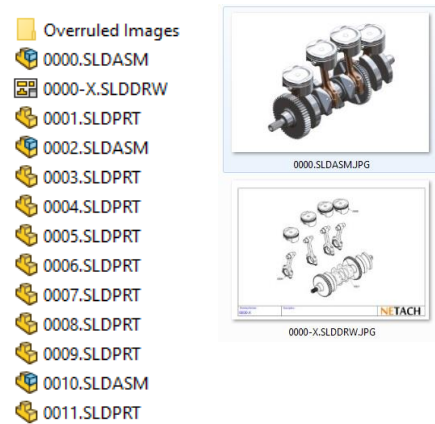 Overruled Images
0000.SLDASM
0000-X.SLDDRW
0001.SLDPRT
0002.SLDASM
0003.SLDPRT
0004.SLDPRT
0005.SLDPRT
0006.SLDPRT
0007.SLDPRT
0008.SLDPRT
0009.SLDPRT
0010.SLDASM
0011.SLDPRT
0000.SLDASM.JPG
NETACH
0000-X.SLDDRW.JPG